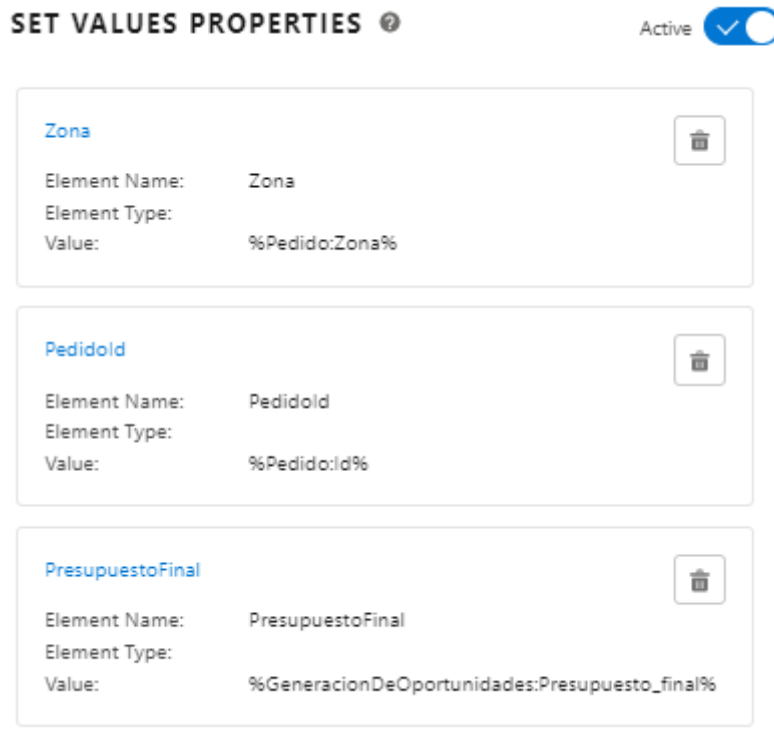 SET VALUES PROPERTIES ?
Active
Zona
Element Name: Zona
Element Type:
Value: %Pedido:Zona%
PedidoId
Element Name: PedidoId
Element Type:
Value: %Pedido:Id%
PresupuestoFinal
Element Name: PresupuestoFinal
Element Type:
Value: %GeneracionDeOportunidades:Presupuesto_final%